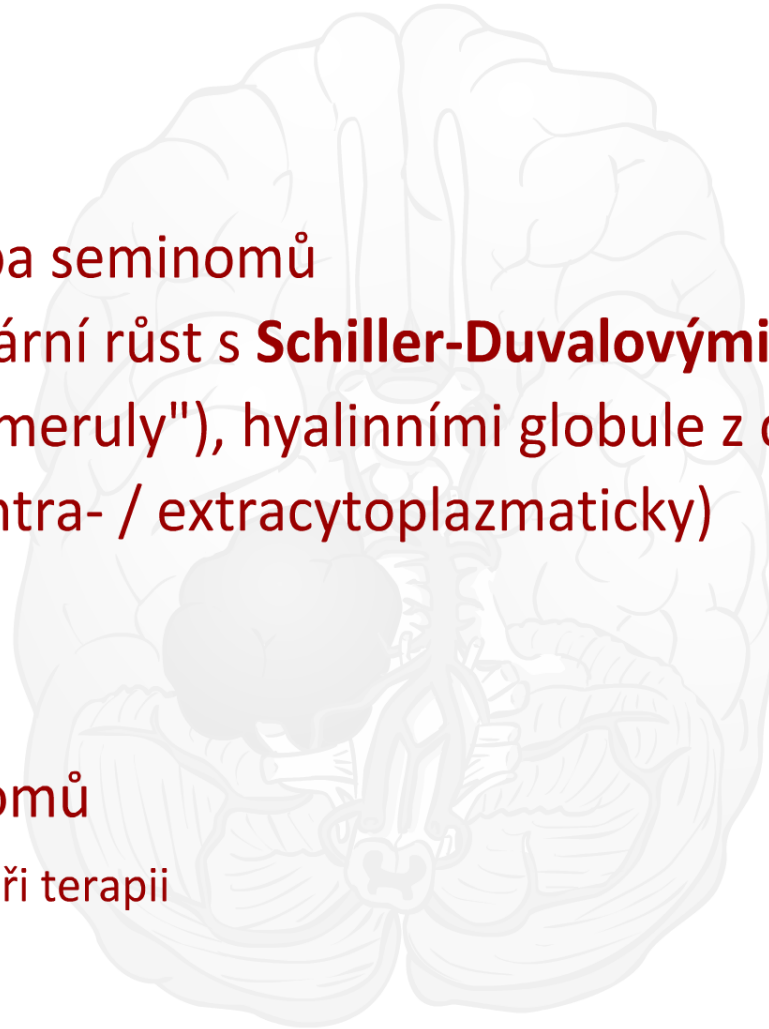 pa seminomů
ární růst s Schiller-Duvalovými
meruly"), hyalinními globule z
ntra- / extracytoplazmaticky)
omů
ři terapii